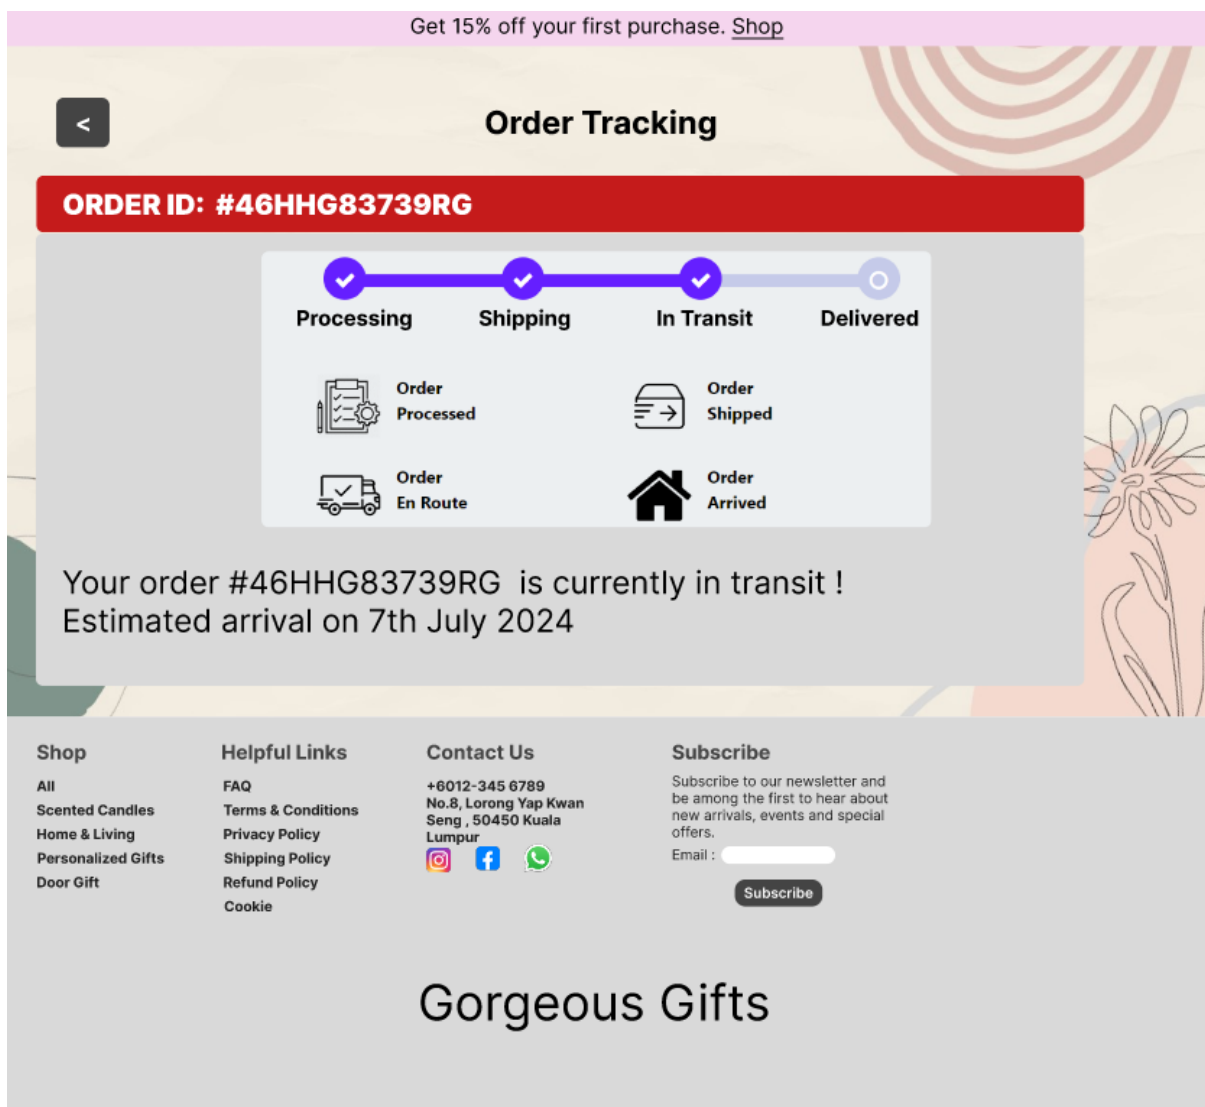 Get 15% off your first purchase. Shop
<
Order Tracking
ORDER ID: #46HHG83739RG
Processing
Shipping
In Transit
Delivered
Order
Processed
Order
Shipped
Order
En Route
Order
Arrived
Your order #46HHG83739RG is currently in transit !
Estimated arrival on 7th July 2024
Shop
All
Scented Candles
Home & Living
Personalized Gifts
Door Gift
Helpful Links
FAQ
Terms & Conditions
Privacy Policy
Shipping Policy
Refund Policy
Cookie
Contact Us
+6012-345 6789
No.8, Lorong Yap Kwan
Seng , 50450 Kuala
Lumpur
Subscribe
Subscribe to our newsletter and
be among the first to hear about
new arrivals, events and special
offers.
Email :
Subscribe
Gorgeous Gifts